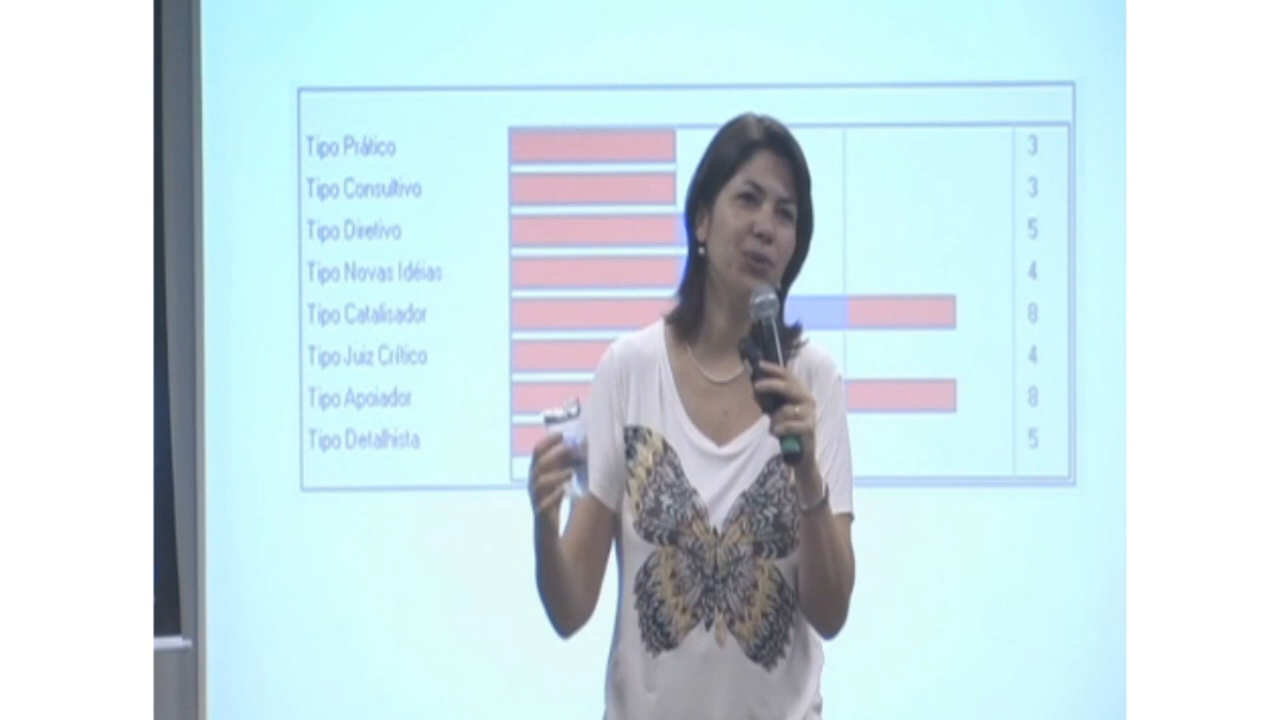 Tipo Prático 3
Tipo Consultivo 3
Tipo Diretivo 5
Tipo Novas Idéias 4
Tipo Catalisador 8
Tipo Juiz Crítico 4
Tipo Apoiador 8
Tipo Detalhista 5